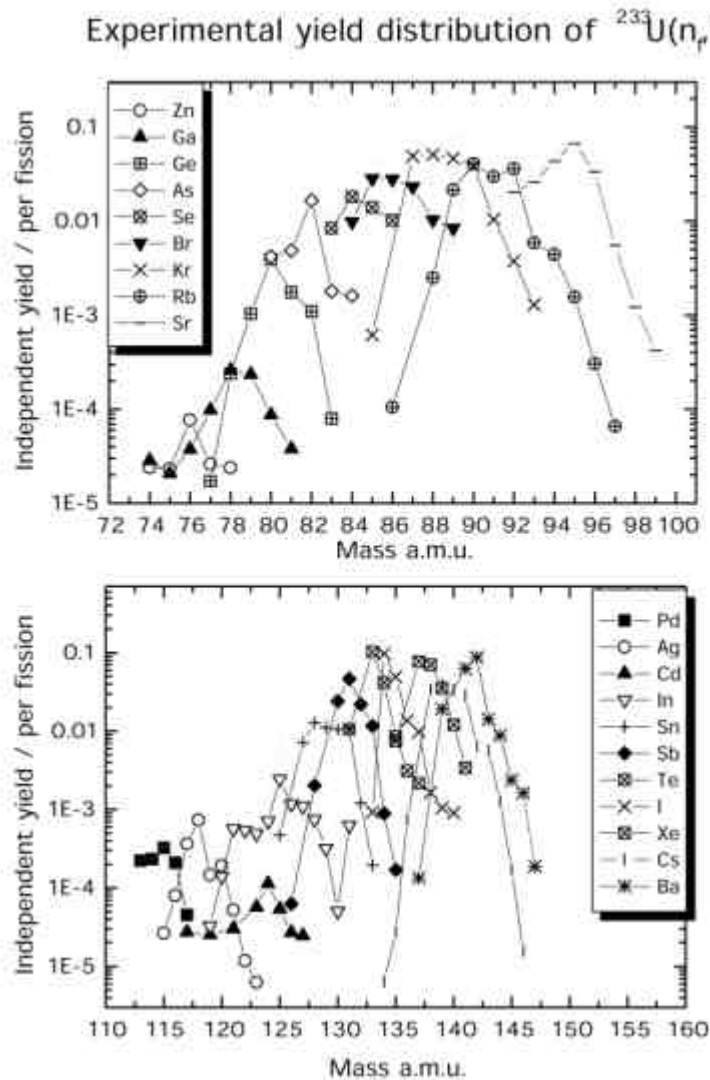 Experimental yield distribution of ²³³U(n,f
Zn
Ga
Ge
As
Se
Br
Kr
Rb
Sr
0.1
0.01
1E-3
1E-4
1E-5
Independent yield / per fission
72 74 76 78 80 82 84 86 88 90 92 94 96 98 100
Mass a.m.u.
Pd
Ag
Cd
In
Sn
Sb
Te
I
Xe
Cs
Ba
0.1
0.01
1E-3
1E-4
1E-5
Independent yield / per fission
110 115 120 125 130 135 140 145 150 155 160
Mass a.m.u.